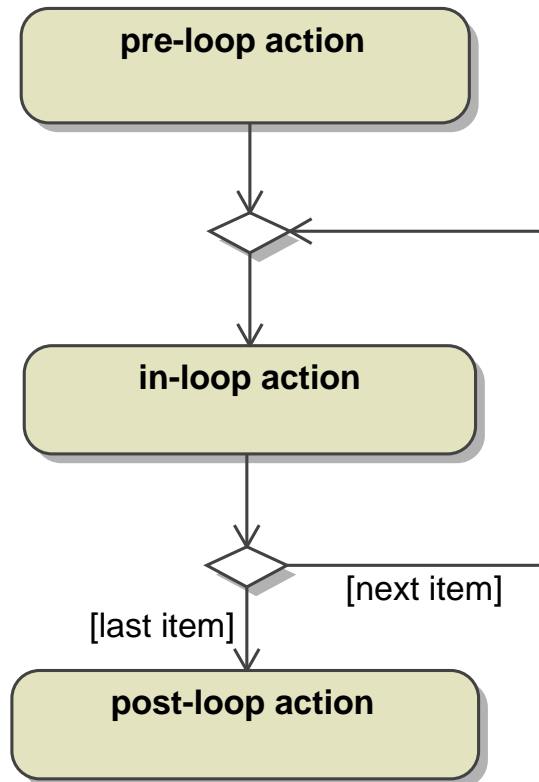 pre-loop action
in-loop action
[next item]
[last item]
post-loop action